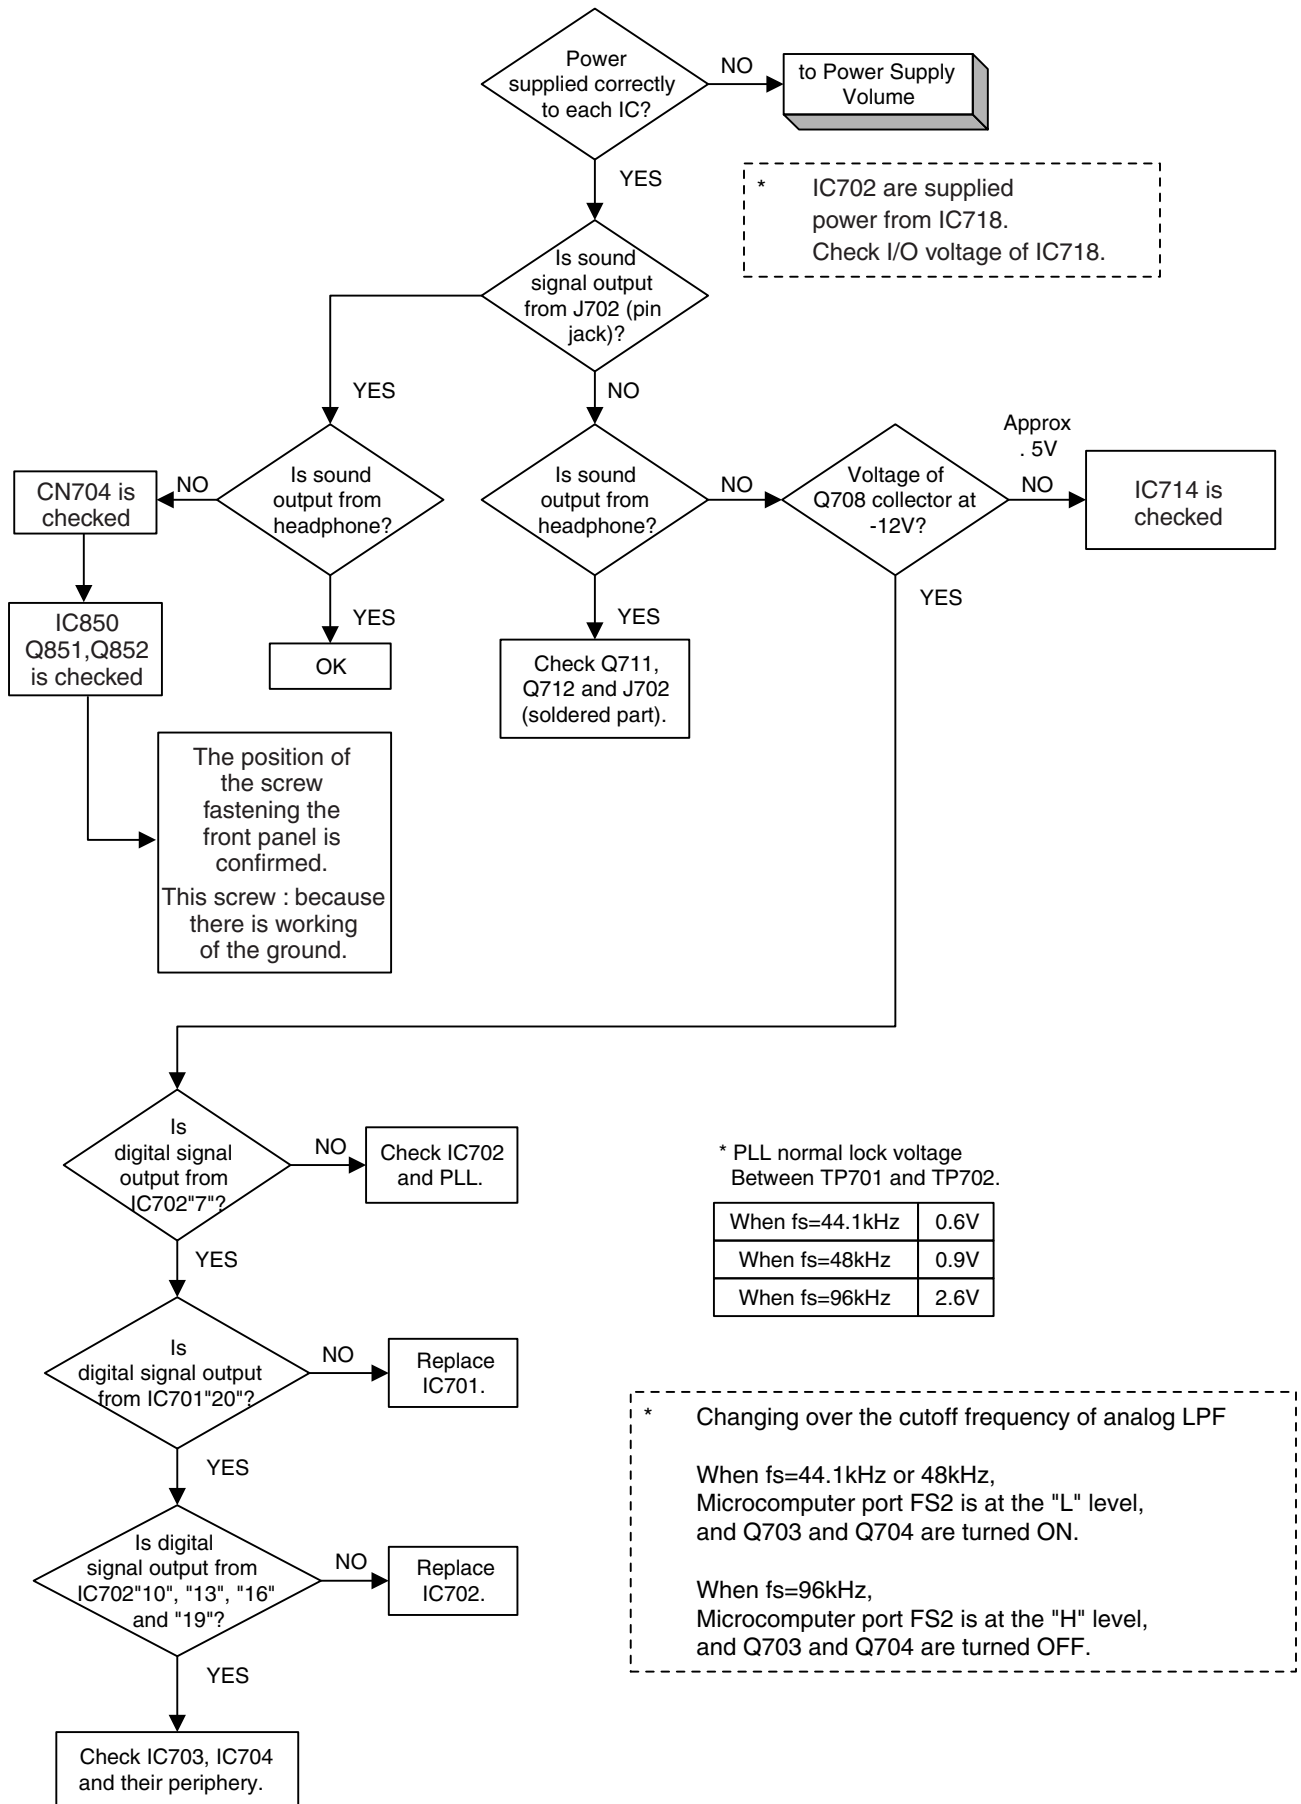 Power
supplied correctly
to each IC?
NO
to Power Supply
Volume
YES
*
IC702 are supplied
power from IC718.
Check I/O voltage of IC718.
Is sound
signal output
from J702 (pin
jack)?
YES
NO
Is sound
output from
headphone?
NO
CN704 is
checked
IC850
Q851,Q852
is checked
The position of
the screw
fastening the
front panel is
confirmed.
This screw : because
there is working
of the ground.
YES
OK
Is sound
output from
headphone?
NO
YES
Check Q711,
Q712 and J702
(soldered part).
Voltage of
Q708 collector at
-12V?
Approx
. 5V
NO
IC714 is
checked
YES
Is
digital signal
output from
IC702"7"?
NO
Check IC702
and PLL.
YES
Is
digital signal output
from IC701"20"?
NO
Replace
IC701.
YES
Is digital
signal output from
IC702"10", "13", "16"
and "19"?
NO
Replace
IC702.
YES
Check IC703, IC704
and their periphery.
* PLL normal lock voltage
Between TP701 and TP702.
When fs=44.1kHz 0.6V
When fs=48kHz 0.9V
When fs=96kHz 2.6V
* Changing over the cutoff frequency of analog LPF
When fs=44.1kHz or 48kHz,
Microcomputer port FS2 is at the "L" level,
and Q703 and Q704 are turned ON.
When fs=96kHz,
Microcomputer port FS2 is at the "H" level,
and Q703 and Q704 are turned OFF.